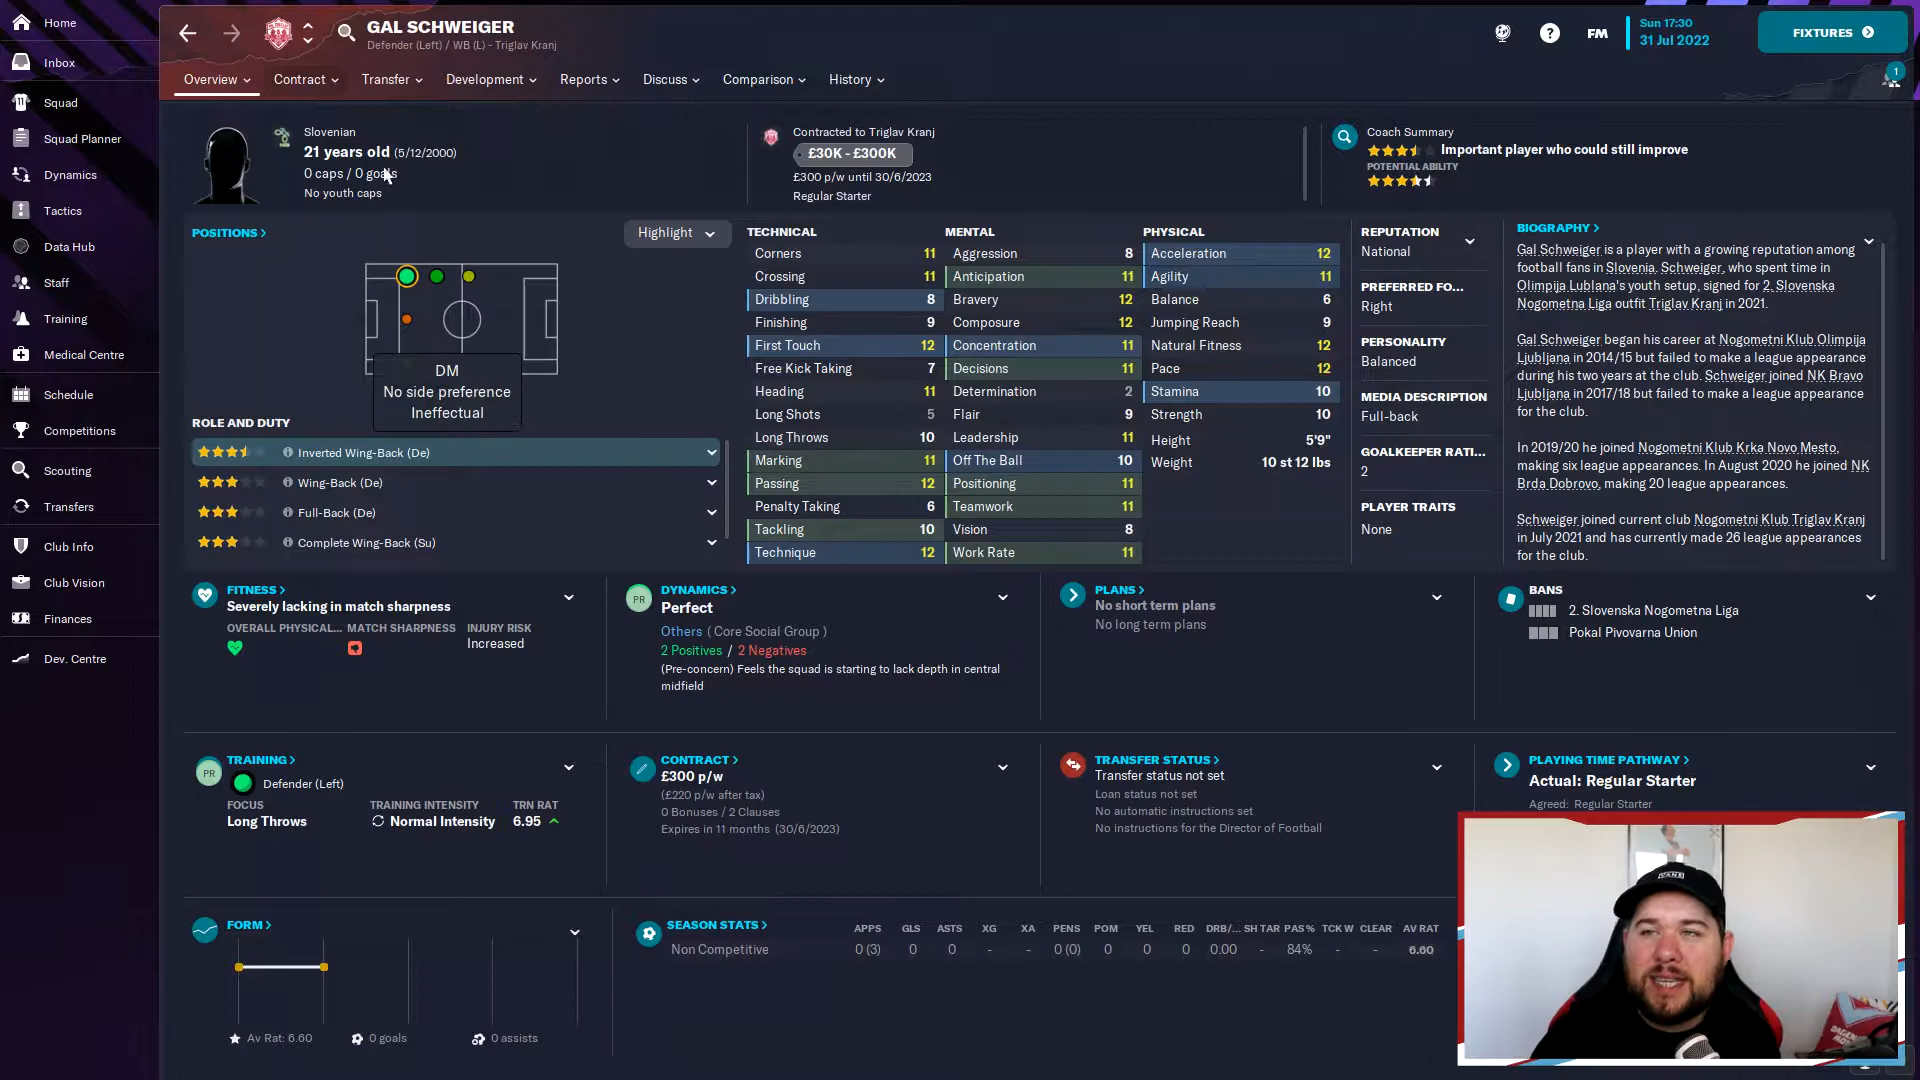 Home
Inbox
Squad
Squad Planner
Dynamics
Tactics
Data Hub
Staff
Training
Medical Centre
Schedule
Competitions
Scouting
Transfers
Club Info
Club Vision
Finances
Dev. Centre
GAL SCHWEIGER
Defender (Left) / WB (L) - Triglav Kranj
FM
Sun 17:30
31 Jul 2022
FIXTURES
1
Overview
Contract
Transfer
Development
Reports
Discuss
Comparison
History
Slovenian
21 years old (5/12/2000)
0 caps / 0 goals
No youth caps
Contracted to Triglav Kranj
£30K - £300K
£300 p/w until 30/6/2023
Regular Starter
Coach Summary
Important player who could still improve
POTENTIAL ABILITY
POSITIONS >
Highlight
DM
No side preference
Ineffectual
ROLE AND DUTY
Inverted Wing-Back (De)
Wing-Back (De)
Full-Back (De)
Complete Wing-Back (Su)
TECHNICAL
Corners 11
Crossing 11
Dribbling 8
Finishing 9
First Touch 12
Free Kick Taking 7
Heading 11
Long Shots 5
Long Throws 10
Marking 11
Passing 12
Penalty Taking 6
Tackling 10
Technique 12
MENTAL
Aggression 8
Anticipation 11
Bravery 12
Composure 12
Concentration 11
Decisions 11
Determination 2
Flair 9
Leadership 11
Off The Ball 10
Positioning 11
Teamwork 11
Vision 8
Work Rate 11
PHYSICAL
Acceleration 12
Agility 11
Balance 6
Jumping Reach 9
Natural Fitness 12
Pace 12
Stamina 10
Strength 10
Height 5'9"
Weight 10 st 12 lbs
REPUTATION
National
PREFERRED FO...
Right
PERSONALITY
Balanced
MEDIA DESCRIPTION
Full-back
GOALKEEPER RATI...
2
PLAYER TRAITS
None
BIOGRAPHY >
Gal Schweiger is a player with a growing reputation among
football fans in Slovenia. Schweiger, who spent time in
Olimpija Lublana's youth setup, signed for 2. Slovenska
Nogometna Liga outfit Triglav Kranj in 2021.
Gal Schweiger began his career at Nogometni Klub Olimpija
Ljubljana in 2014/15 but failed to make a league appearance
during his two years at the club. Schweiger joined NK Bravo
Ljubljana in 2017/18 but failed to make a league appearance
for the club.
In 2019/20 he joined Nogometni Klub Krka Novo Mesto,
making six league appearances. In August 2020 he joined NK
Brda Dobrovo, making 20 league appearances.
Schweiger joined current club Nogometni Klub Triglav Kranj
in July 2021 and has currently made 26 league appearances
for the club.
FITNESS >
Severely lacking in match sharpness
OVERALL PHYSICAL... MATCH SHARPNESS INJURY RISK
Increased
PR
DYNAMICS >
Perfect
Others ( Core Social Group )
2 Positives / 2 Negatives
(Pre-concern) Feels the squad is starting to lack depth in central
midfield
PLANS >
No short term plans
No long term plans
BANS
2. Slovenska Nogometna Liga
Pokal Pivovarna Union
PR
TRAINING >
Defender (Left)
FOCUS TRAINING INTENSITY TRN RAT
Long Throws Normal Intensity 6.95
CONTRACT >
£300 p/w
(£220 p/w after tax)
0 Bonuses / 2 Clauses
Expires in 11 months (30/6/2023)
TRANSFER STATUS >
Transfer status not set
Loan status not set
No automatic instructions set
No instructions for the Director of Football
PLAYING TIME PATHWAY >
Actual: Regular Starter
Agreed: Regular Starter
FORM >
Av Rat: 6.60
0 goals
0 assists
SEASON STATS >
APPS GLS ASTS XG XA PENS POM YEL RED DRB/... SH TAR PAS % TCK W CLEAR AV RAT
Non Competitive 0 (3) 0 0 - - 0 (0) 0 0 0 0.00 - 84% - - 6.60
VANS